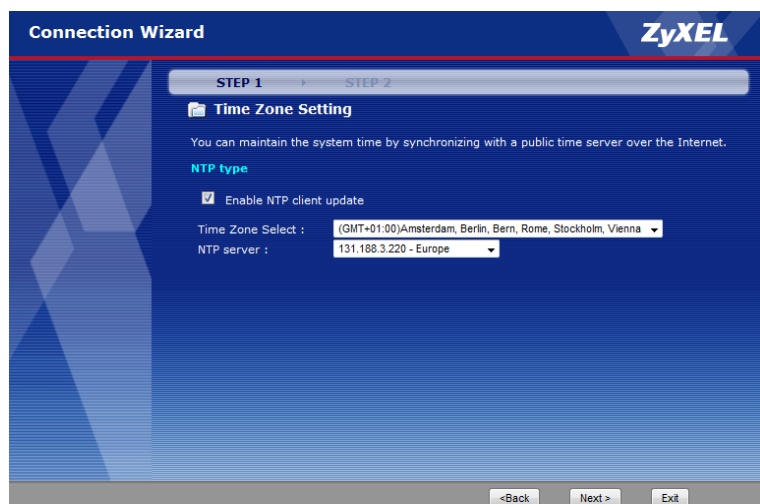 Connection Wizard
ZyXEL
STEP 1 STEP 2
Time Zone Setting
You can maintain the system time by synchronizing with a public time server over the Internet.
NTP type
Enable NTP client update
Time Zone Select : (GMT+01:00)Amsterdam, Berlin, Bern, Rome, Stockholm, Vienna
NTP server : 131.188.3.220 - Europe
<Back Next > Exit